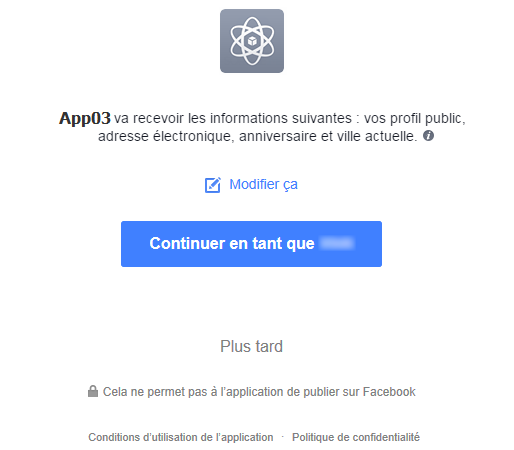 App03 va recevoir les informations suivantes : vos profil public,
adresse électronique, anniversaire et ville actuelle.
Modifier ça
Continuer en tant que
Plus tard
Cela ne permet pas à l'application de publier sur Facebook
Conditions d'utilisation de l'application · Politique de confidentialité